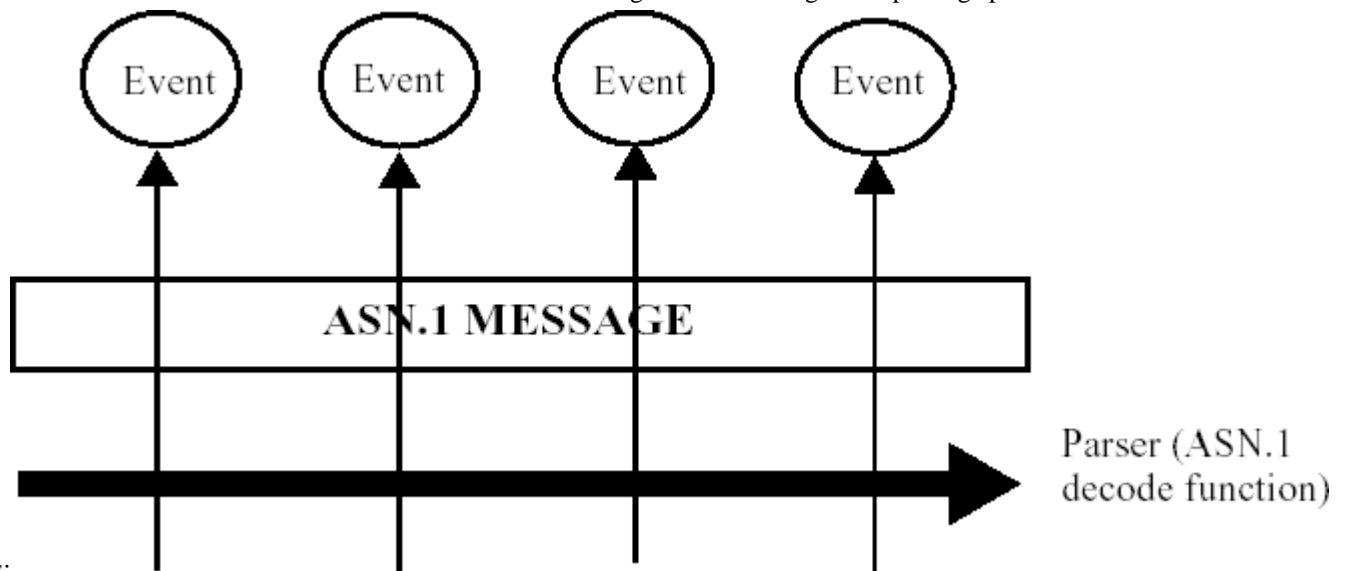 Event
Event
Event
Event
ASN.1 MESSAGE
Parser (ASN.1
decode function)